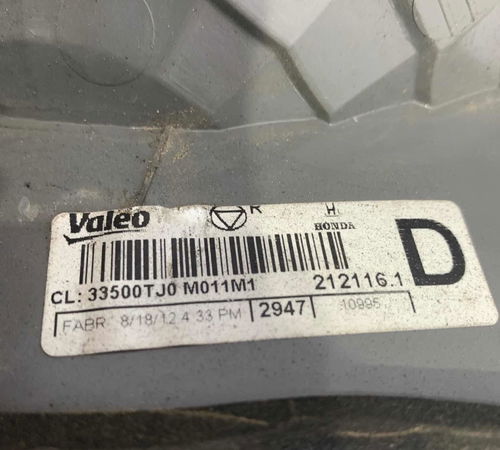 Valeo
R
HONDA
D
CL: 33500TJ0 M011M1
212116.1
FABR 8/18/12 4 33 PM
2947
10995